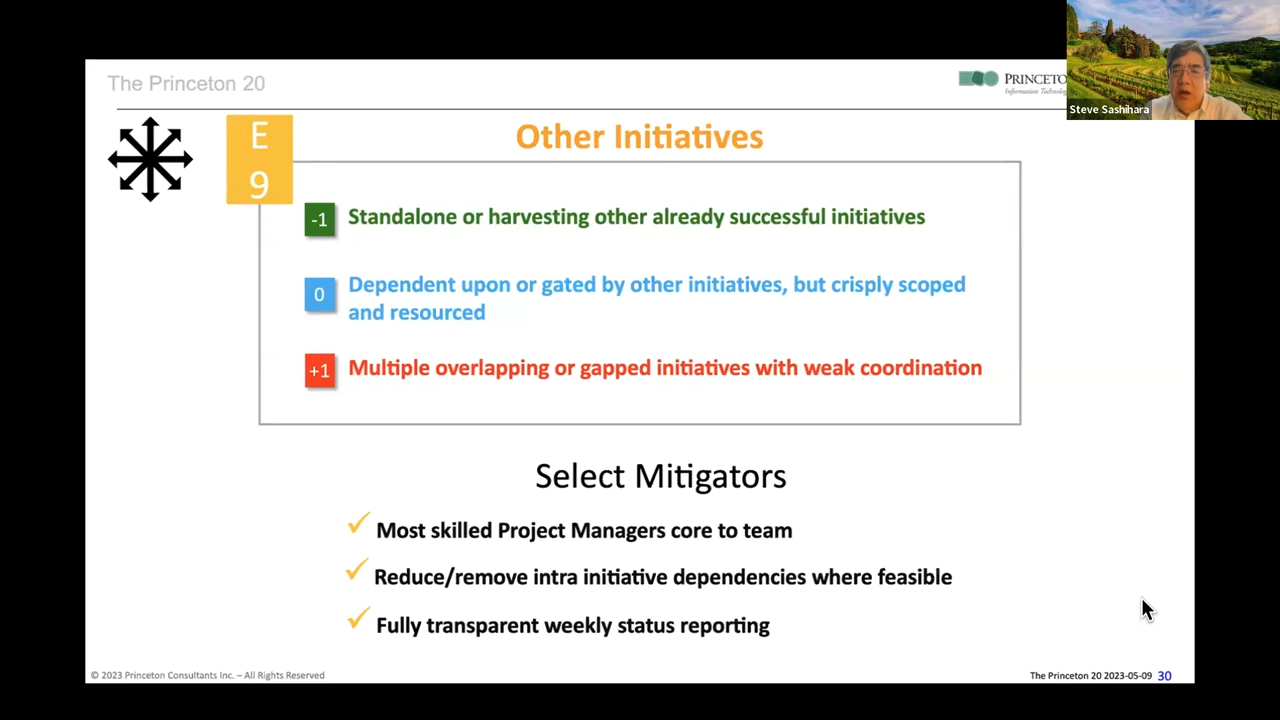 The Princeton 20
PRINCETO
Information Technolog
Steve Sashihara
E
9
Other Initiatives
-1
Standalone or harvesting other already successful initiatives
0
Dependent upon or gated by other initiatives, but crisply scoped
and resourced
+1
Multiple overlapping or gapped initiatives with weak coordination
Select Mitigators
Most skilled Project Managers core to team
Reduce/remove intra initiative dependencies where feasible
Fully transparent weekly status reporting
© 2023 Princeton Consultants Inc. – All Rights Reserved
The Princeton 20 2023-05-09 30